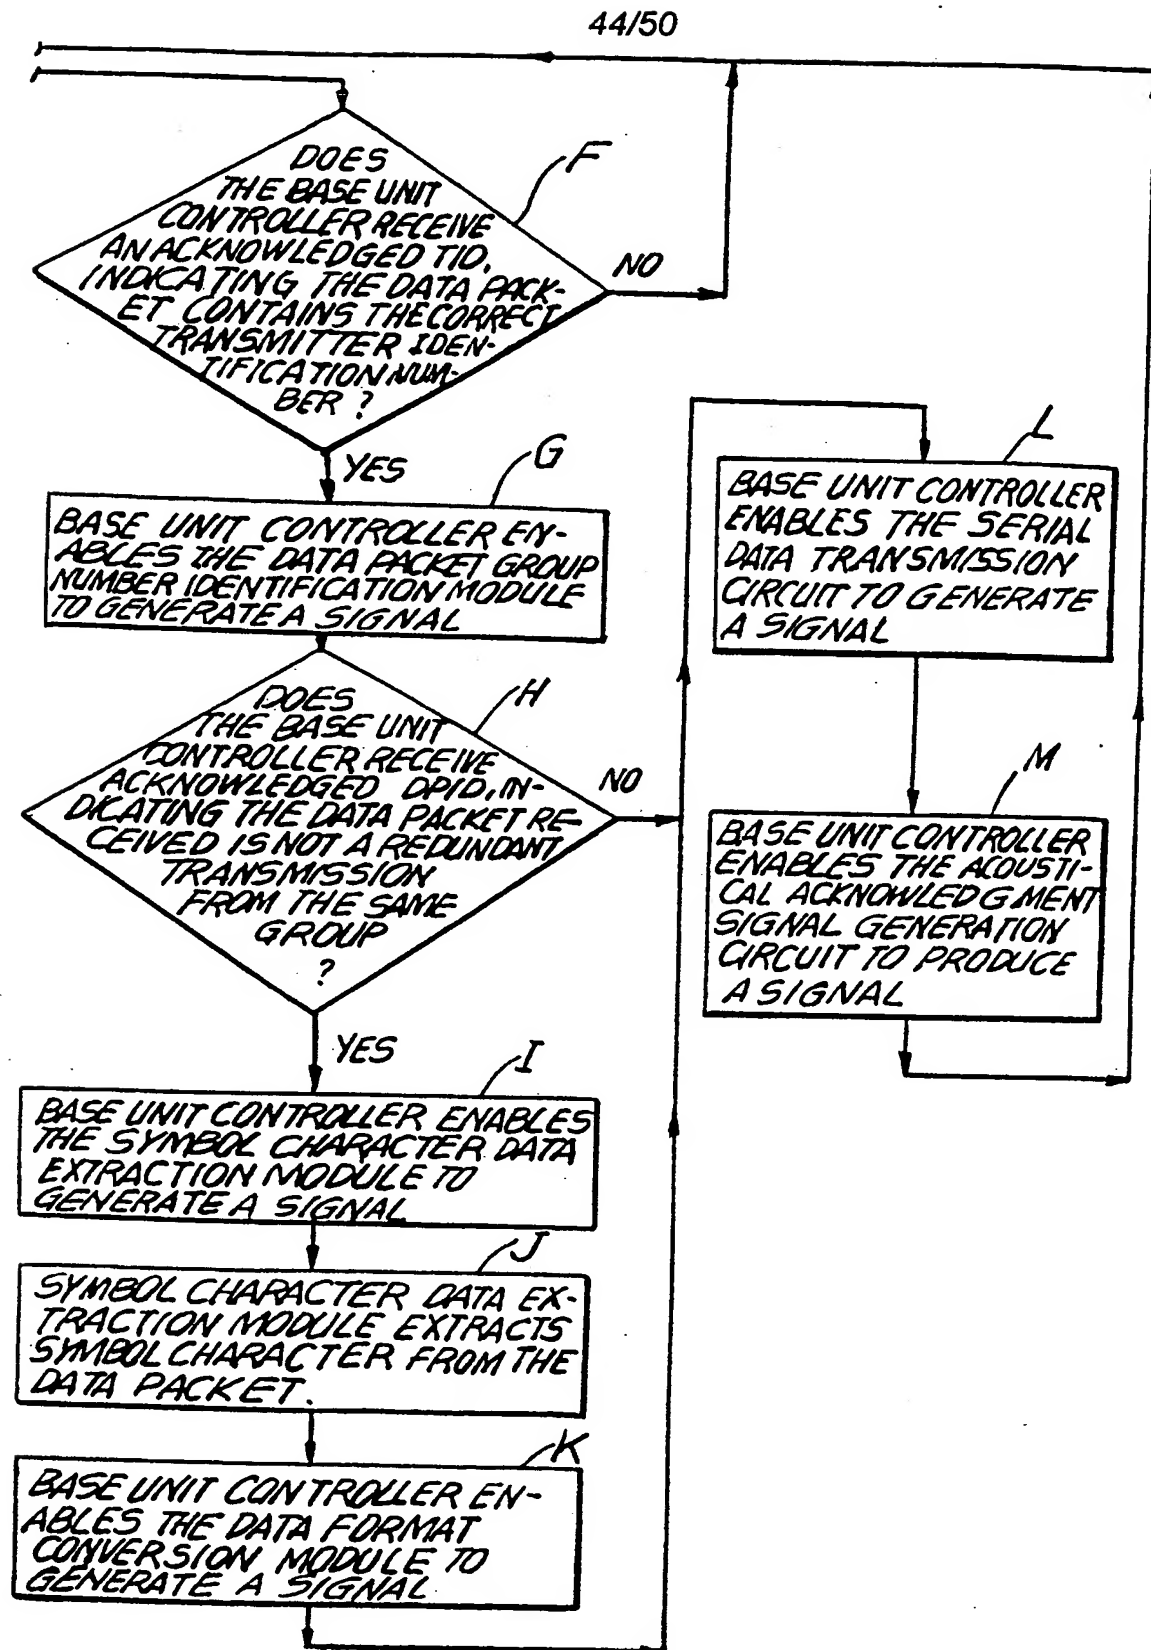 44/50
DOES
THE BASE UNIT
CONTROLLER RECEIVE
AN ACKNOWLEDGED TID,
INDICATING THE DATA PACK-
ET CONTAINS THE CORRECT
TRANSMITTER IDEN-
TIFICATION NUM-
BER ?
F
NO
YES
G
BASE UNIT CONTROLLER EN-
ABLES THE DATA PACKET GROUP
NUMBER IDENTIFICATION MODULE
TO GENERATE A SIGNAL
DOES
THE BASE UNIT
CONTROLLER RECEIVE
ACKNOWLEDGED DPID, IN-
DICATING THE DATA PACKET RE-
CEIVED IS NOT A REDUNDANT
TRANSMISSION
FROM THE SAME
GROUP
?
H
NO
YES
I
BASE UNIT CONTROLLER ENABLES
THE SYMBOL CHARACTER DATA
EXTRACTION MODULE TO
GENERATE A SIGNAL
J
SYMBOL CHARACTER DATA EX-
TRACTION MODULE EXTRACTS
SYMBOL CHARACTER FROM THE
DATA PACKET.
K
BASE UNIT CONTROLLER EN-
ABLES THE DATA FORMAT
CONVERSION MODULE TO
GENERATE A SIGNAL
L
BASE UNIT CONTROLLER
ENABLES THE SERIAL
DATA TRANSMISSION
CIRCUIT TO GENERATE
A SIGNAL
M
BASE UNIT CONTROLLER
ENABLES THE ACOUSTI-
CAL ACKNOWLEDGMENT
SIGNAL GENERATION
CIRCUIT TO PRODUCE
A SIGNAL